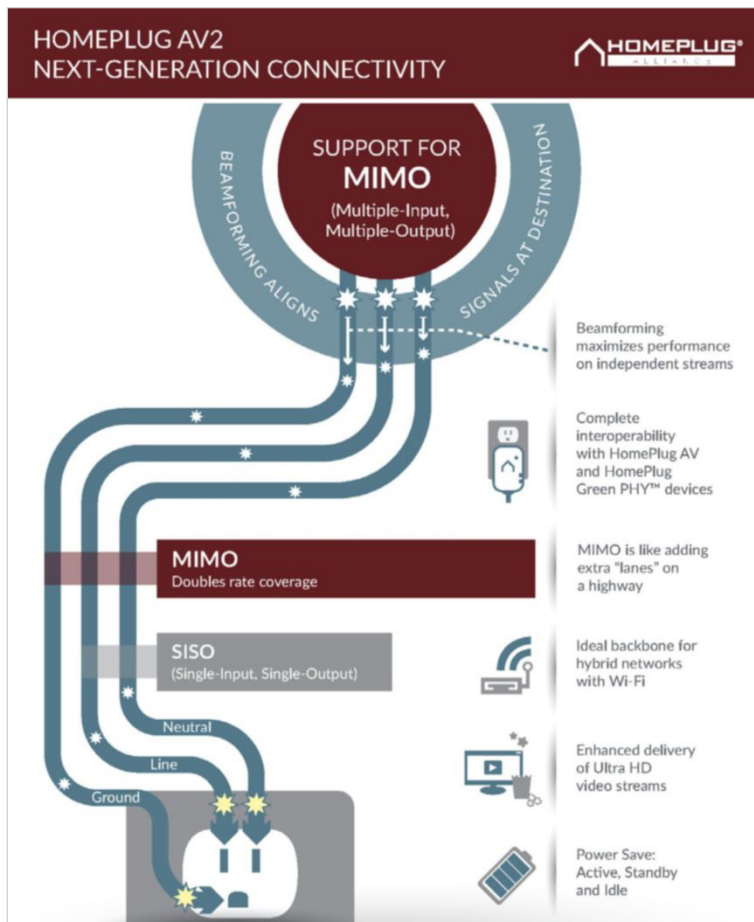 HOMEPLUG AV2
NEXT-GENERATION CONNECTIVITY
HOMEPLUG®
ALLIANCE
BEAMFORMING ALIGNS
SIGNALS AT DESTINATION
SUPPORT FOR
MIMO
(Multiple-Input,
Multiple-Output)
Beamforming
maximizes performance
on independent streams
Complete
interoperability
with HomePlug AV
and HomePlug
Green PHY™ devices
MIMO
Doubles rate coverage
MIMO is like adding
extra "lanes" on
a highway
SISO
(Single-Input, Single-Output)
Ideal backbone for
hybrid networks
with Wi-Fi
Neutral
Line
Ground
Enhanced delivery
of Ultra HD
video streams
Power Save:
Active, Standby
and Idle